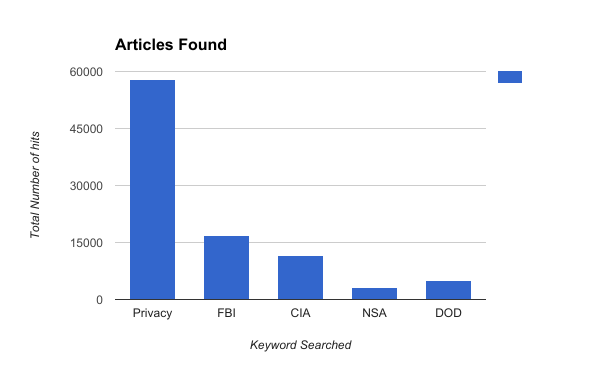 Articles Found
60000
45000
30000
15000
0
Total Number of hits
Privacy FBI CIA NSA DOD
Keyword Searched